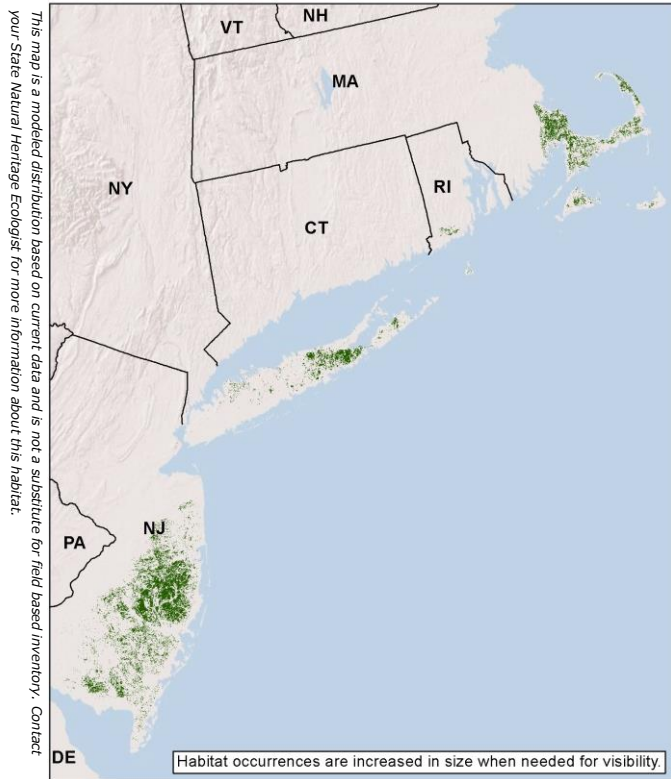 This map is a modeled distribution based on current data and is not a substitute for field based inventory. Contact
your State Natural Heritage Ecologist for more information about this habitat.
NH
VT
MA
NY
RI
CT
NJ
PA
DE
Habitat occurrences are increased in size when needed for visibility.